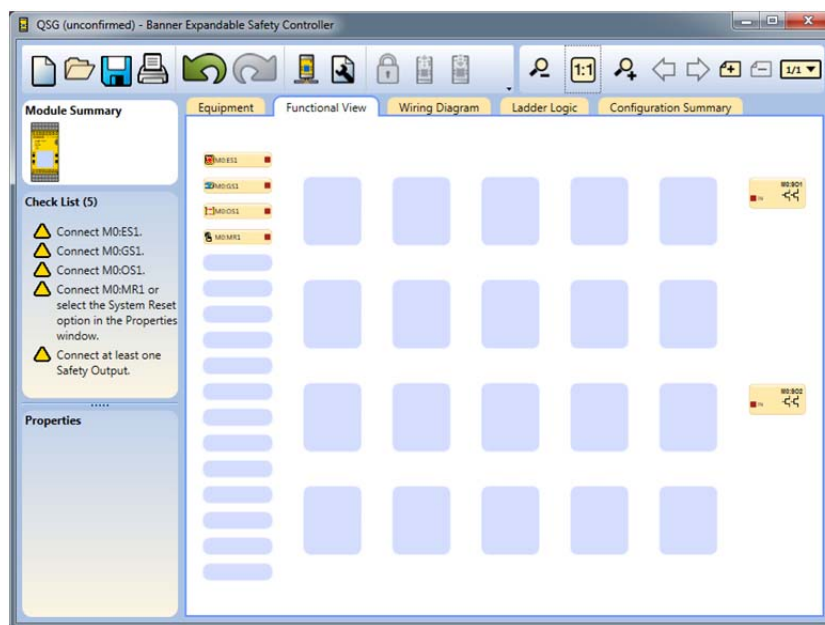 QSG (unconfirmed) - Banner Expandable Safety Controller
1:1
1/1
Module Summary
Equipment
Functional View
Wiring Diagram
Ladder Logic
Configuration Summary
Check List (5)
Connect M0:ES1.
Connect M0:GS1.
Connect M0:OS1.
Connect M0:MR1 or
select the System Reset
option in the Properties
window.
Connect at least one
Safety Output.
Properties
M0:ES1
M0:GS1
M0:OS1
M0:MR1
M0:SO1
IN
M0:SO2
IN